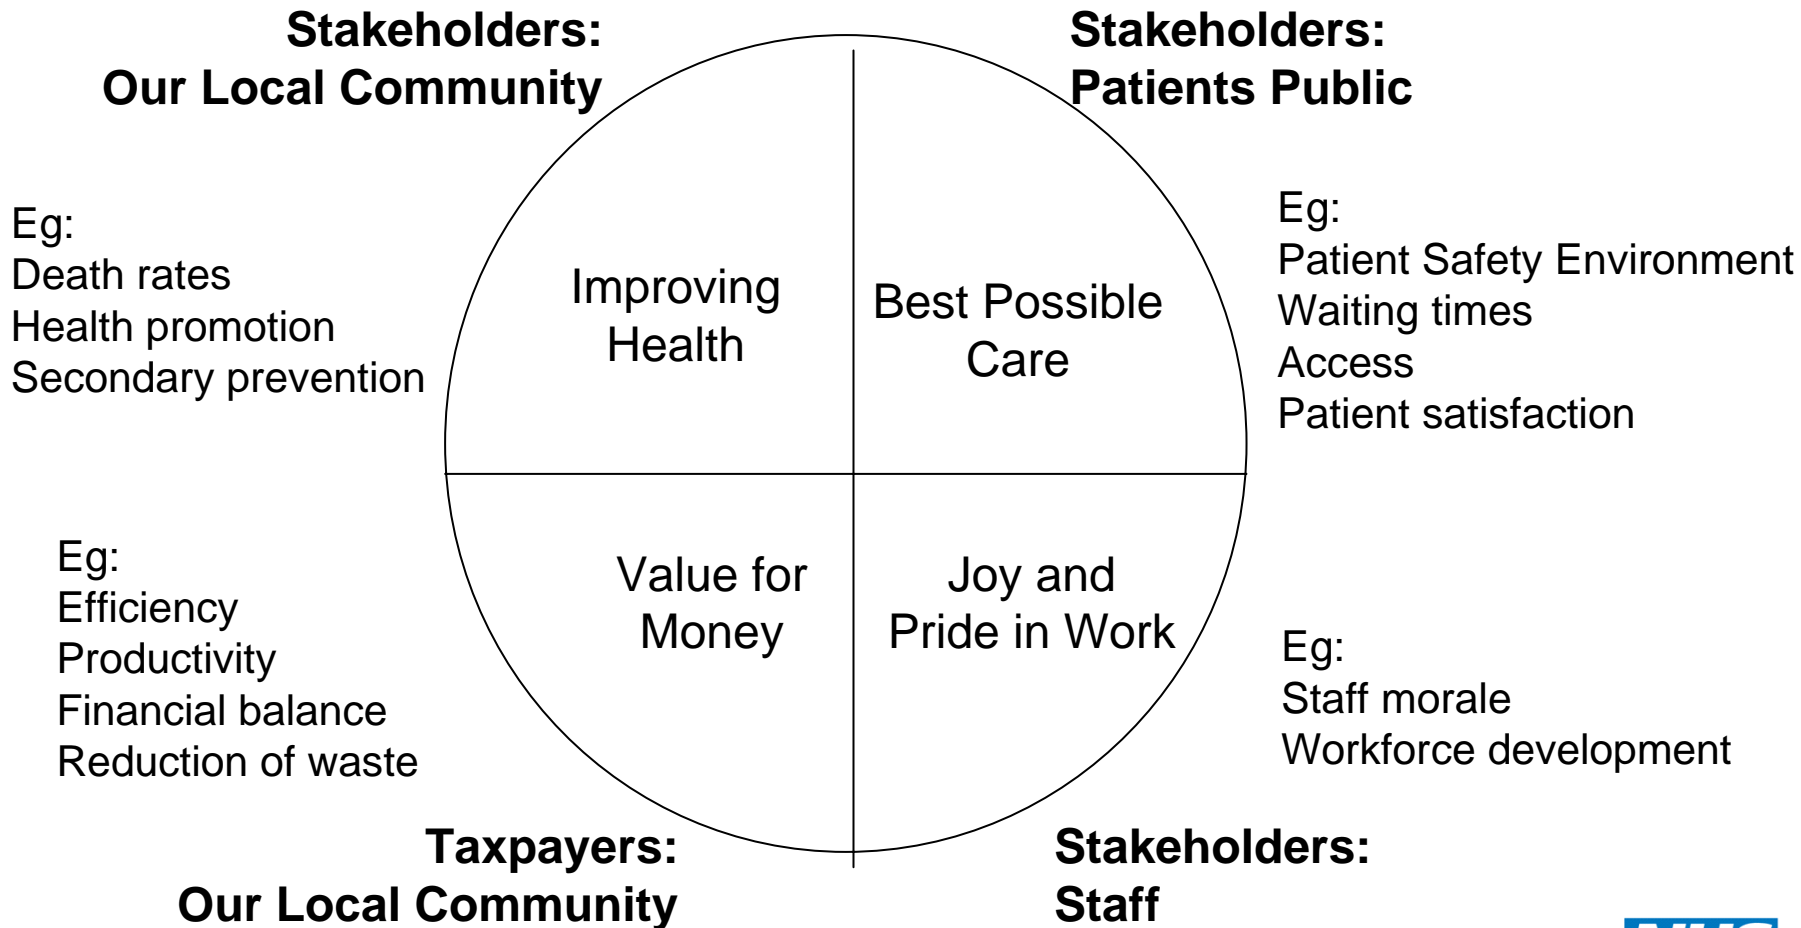 Stakeholders:
Our Local Community
Stakeholders:
Patients Public
Eg:
Death rates
Health promotion
Secondary prevention
Improving
Health
Best Possible
Care
Eg:
Patient Safety Environment
Waiting times
Access
Patient satisfaction
Eg:
Efficiency
Productivity
Financial balance
Reduction of waste
Value for
Money
Joy and
Pride in Work
Eg:
Staff morale
Workforce development
Taxpayers:
Our Local Community
Stakeholders:
Staff
NHS